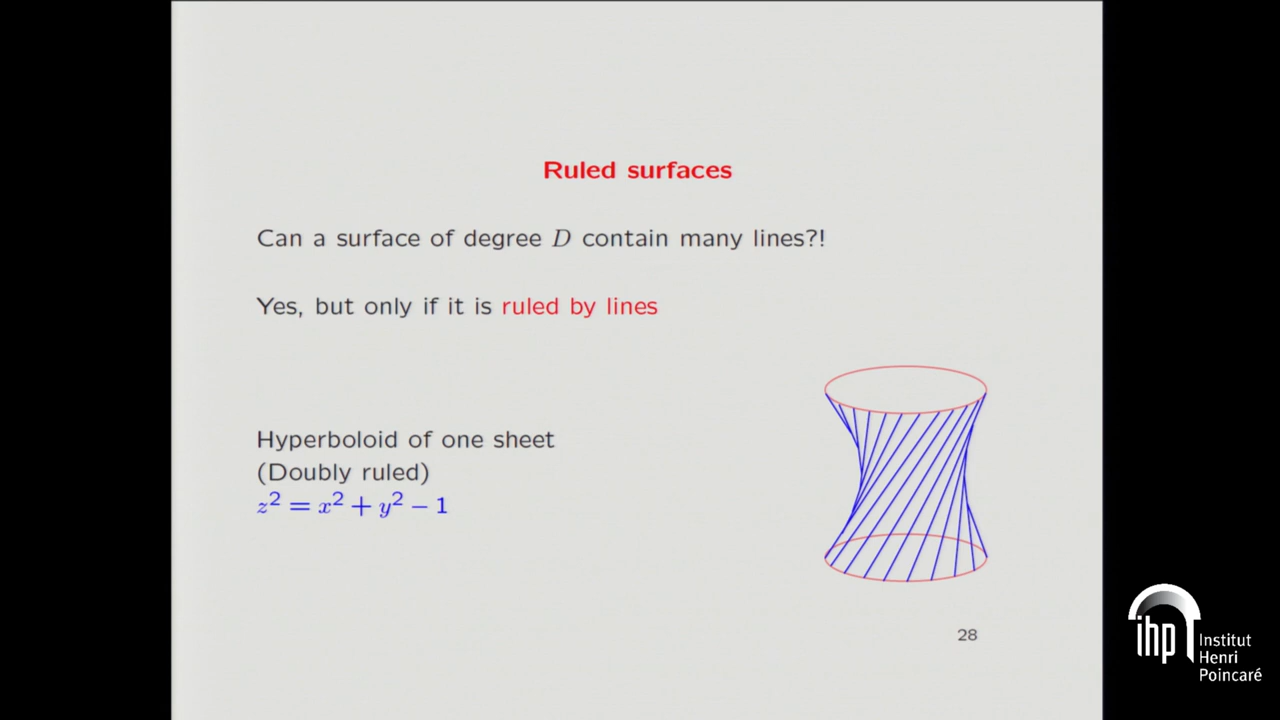 Ruled surfaces
Can a surface of degree D contain many lines?!
Yes, but only if it is ruled by lines
Hyperboloid of one sheet
(Doubly ruled)
z² = x² + y² − 1
28
ihp
Institut
Henri
Poincaré